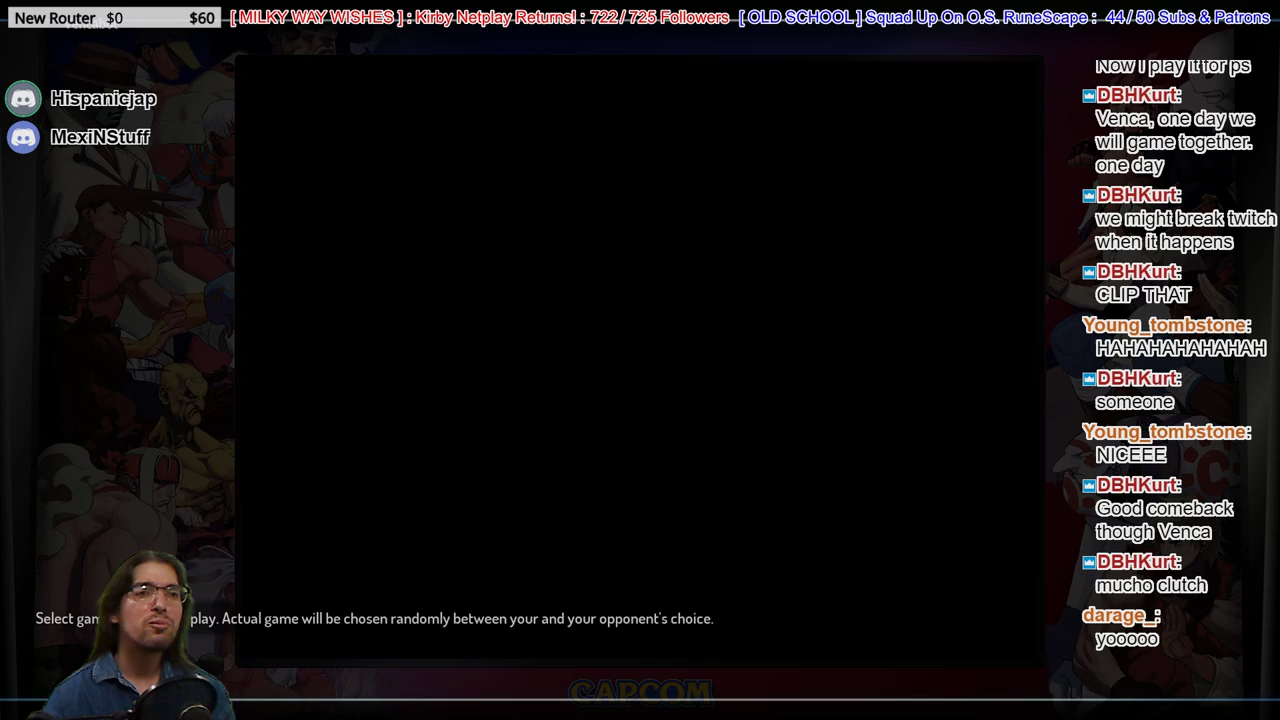 New Router $0 $60
[ MILKY WAY WISHES ] : Kirby Netplay Returns! : 722 / 725 Followers [ OLD SCHOOL ] Squad Up On O.S. RuneScape : 44 / 50 Subs & Patrons
Hispanicjap
MexiNStuff
Now I play it for ps
DBHKurt:
Venca, one day we
will game together.
one day
DBHKurt:
we might break twitch
when it happens
DBHKurt:
CLIP THAT
Young_tombstone:
HAHAHAHAHAHAH
DBHKurt:
someone
Young_tombstone:
NICEEE
DBHKurt:
Good comeback
though Venca
DBHKurt:
mucho clutch
darage_:
yooooo
Select gam play. Actual game will be chosen randomly between your and your opponent's choice.
CAPCOM